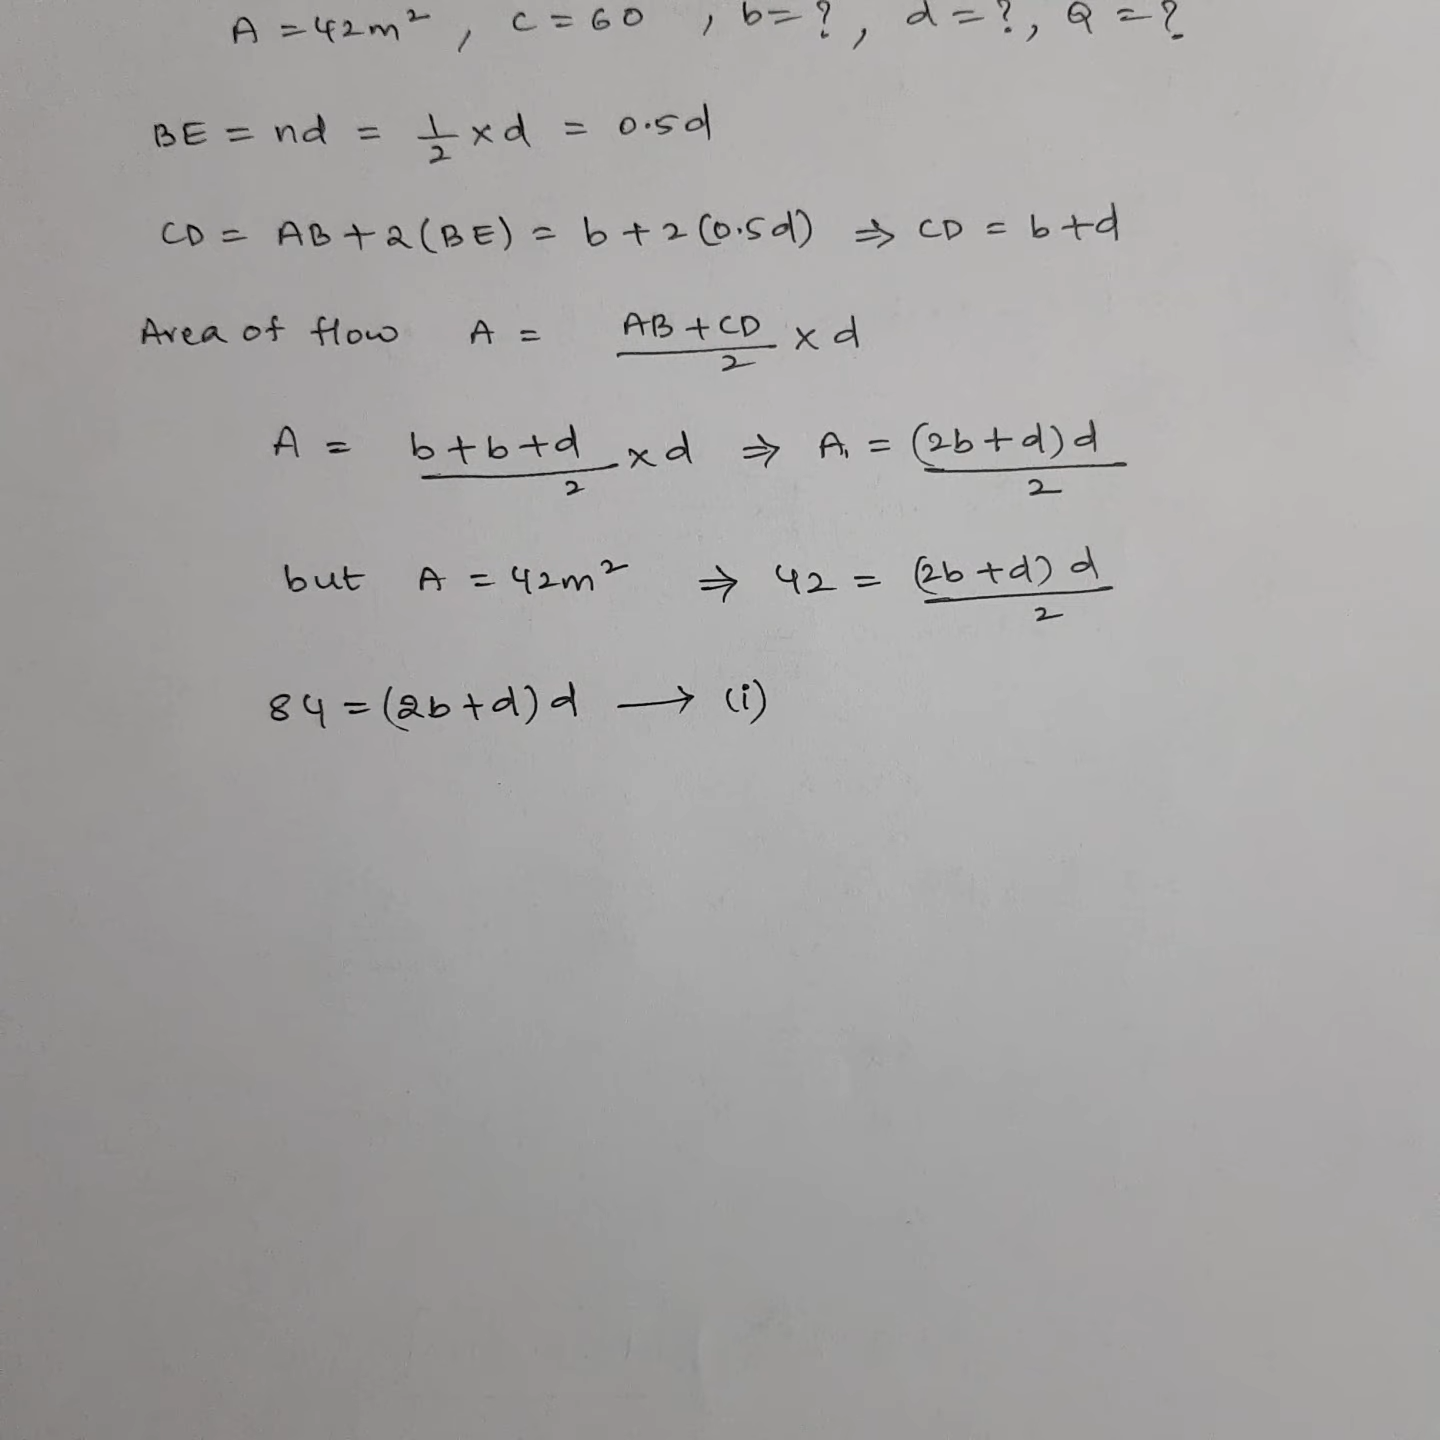 A = 42m², C = 60, b = ?, d = ?, Q = ?
BE = nd = 1/2 × d = 0.5d
CD = AB + 2(BE) = b + 2(0.5d) ⇒ CD = b + d
Area of flow A = (AB + CD)/2 × d
A = (b + b + d)/2 × d ⇒ A = (2b + d)d/2
but A = 42m² ⇒ 42 = (2b + d)d/2
84 = (2b + d)d → (i)